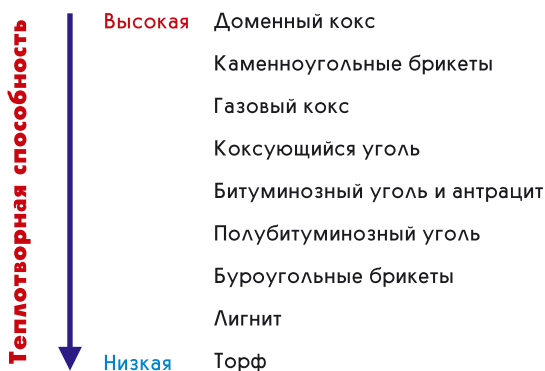 Теплотворная способность
Высокая Доменный кокс
Каменноугольные брикеты
Газовый кокс
Коксующийся уголь
Битуминозный уголь и антрацит
Полубитуминозный уголь
Буроугольные брикеты
Лигнит
Низкая Торф